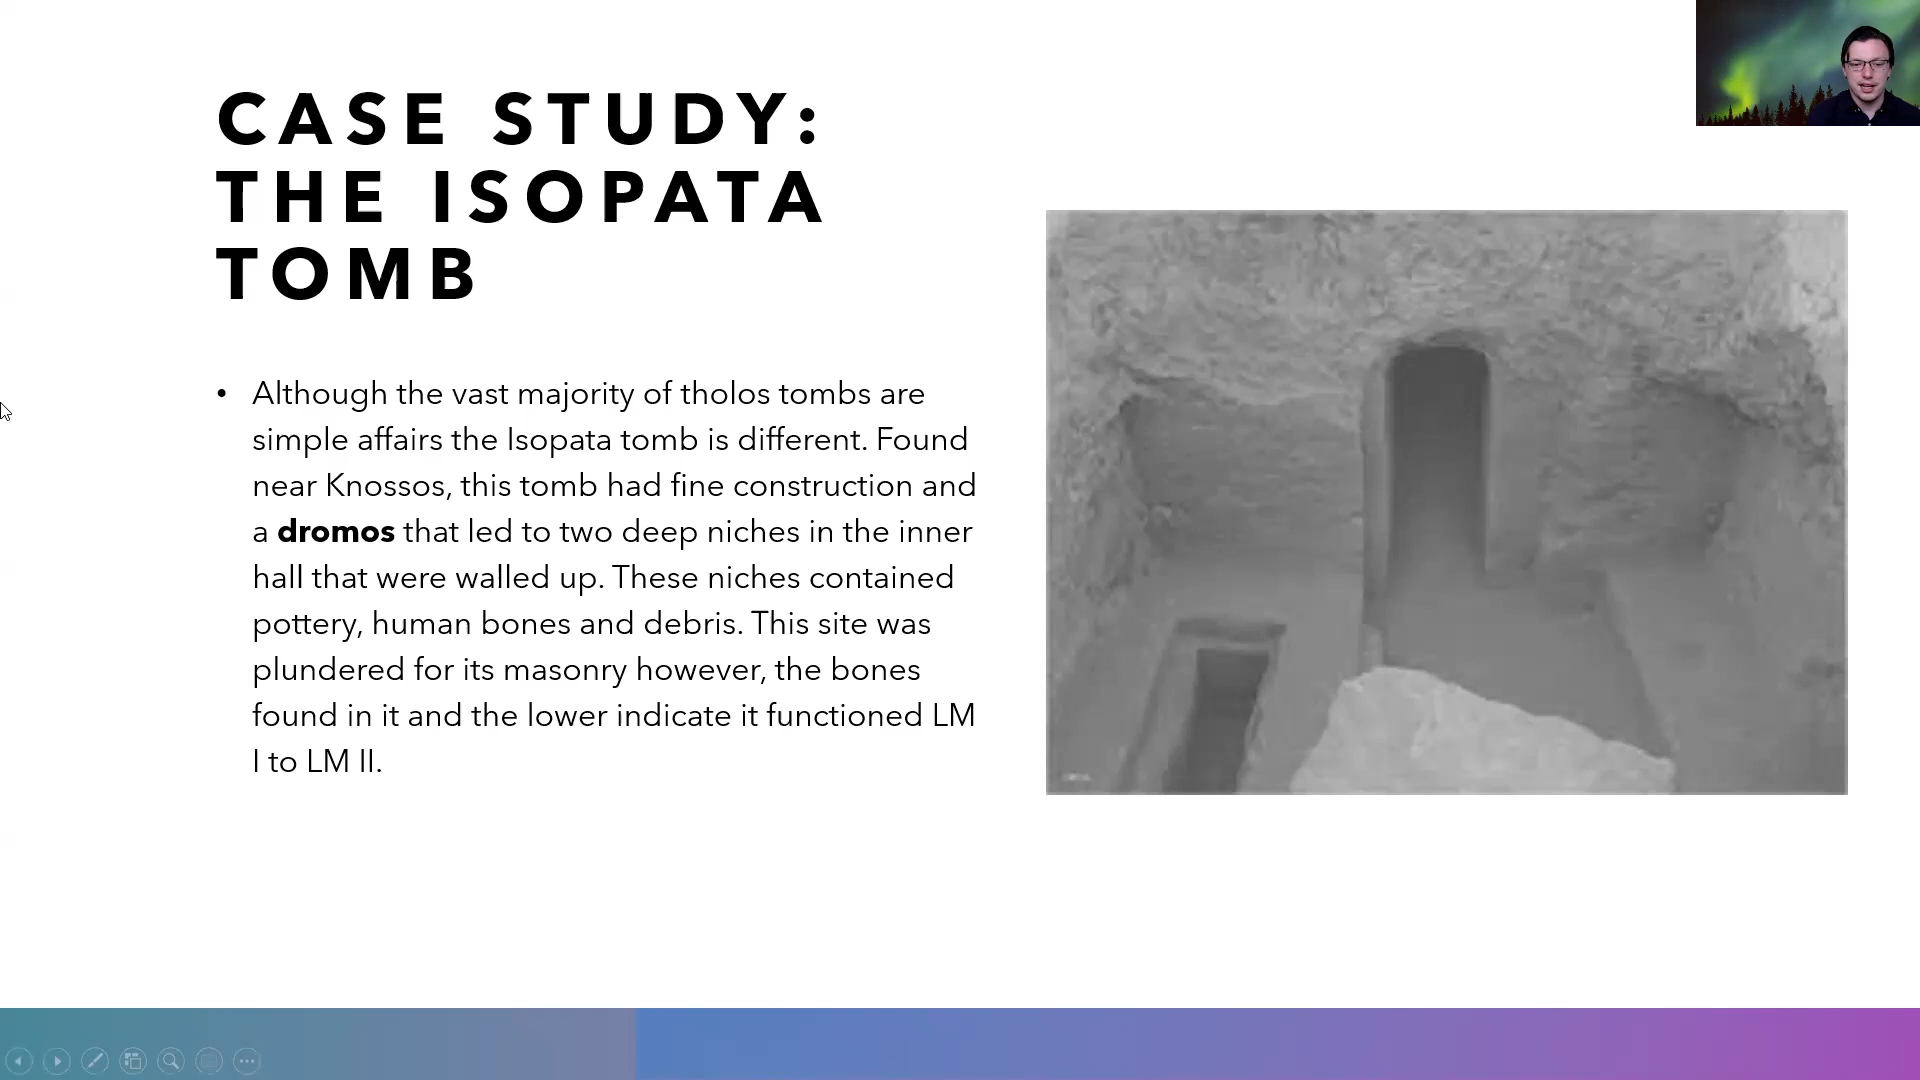 CASE STUDY:
THE ISOPATA
TOMB
• Although the vast majority of tholos tombs are
simple affairs the Isopata tomb is different. Found
near Knossos, this tomb had fine construction and
a dromos that led to two deep niches in the inner
hall that were walled up. These niches contained
pottery, human bones and debris. This site was
plundered for its masonry however, the bones
found in it and the lower indicate it functioned LM
I to LM II.